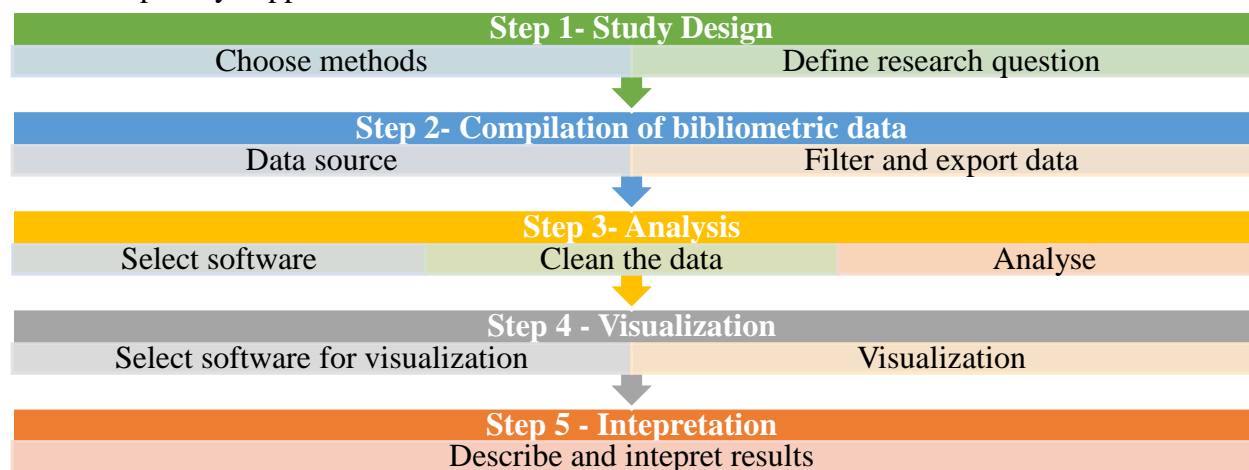 Step 1- Study Design
Choose methods Define research question
Step 2- Compilation of bibliometric data
Data source Filter and export data
Step 3- Analysis
Select software Clean the data Analyse
Step 4 - Visualization
Select software for visualization Visualization
Step 5 - Intepretation
Describe and intepret results